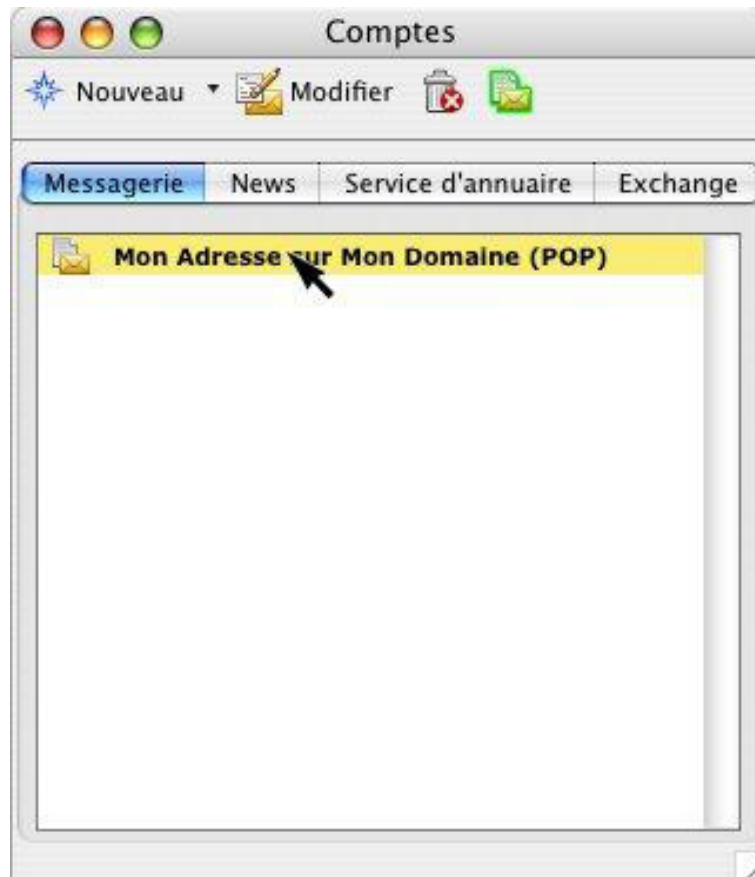 Comptes
Nouveau Modifier
Messagerie News Service d'annuaire Exchange
Mon Adresse sur Mon Domaine (POP)